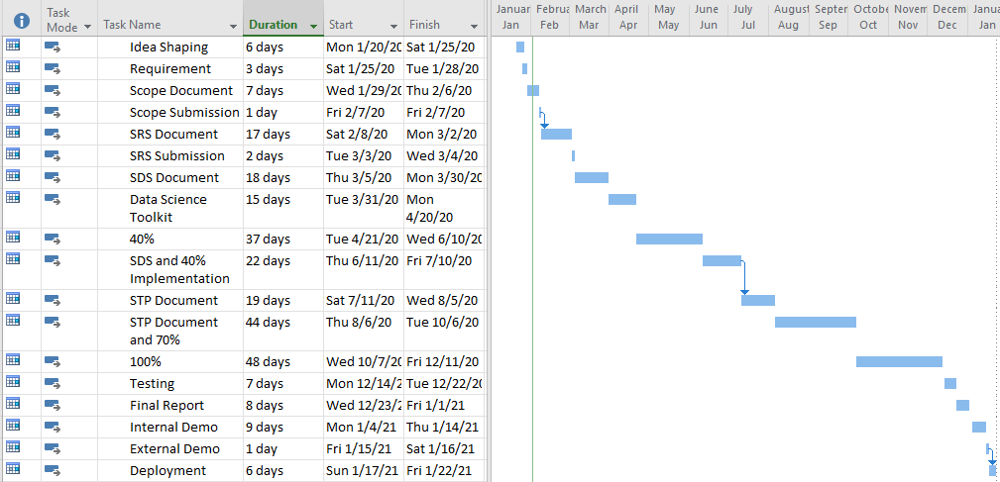 Task Mode Task Name Duration Start Finish
Januar Februa March April May June July August Septem Octobe Novem Decem Janua
Jan Feb Mar Apr May Jun Jul Aug Sep Oct Nov Dec Jan
Idea Shaping 6 days Mon 1/20/20 Sat 1/25/20
Requirement 3 days Sat 1/25/20 Tue 1/28/20
Scope Document 7 days Wed 1/29/20 Thu 2/6/20
Scope Submission 1 day Fri 2/7/20 Fri 2/7/20
SRS Document 17 days Sat 2/8/20 Mon 3/2/20
SRS Submission 2 days Tue 3/3/20 Wed 3/4/20
SDS Document 18 days Thu 3/5/20 Mon 3/30/20
Data Science 15 days Tue 3/31/20 Mon
Toolkit 4/20/20
40% 37 days Tue 4/21/20 Wed 6/10/20
SDS and 40% 22 days Thu 6/11/20 Fri 7/10/20
Implementation
STP Document 19 days Sat 7/11/20 Wed 8/5/20
STP Document 44 days Thu 8/6/20 Tue 10/6/20
and 70%
100% 48 days Wed 10/7/20 Fri 12/11/20
Testing 7 days Mon 12/14/2 Tue 12/22/20
Final Report 8 days Wed 12/23/2 Fri 1/1/21
Internal Demo 9 days Mon 1/4/21 Thu 1/14/21
External Demo 1 day Fri 1/15/21 Sat 1/16/21
Deployment 6 days Sun 1/17/21 Fri 1/22/21